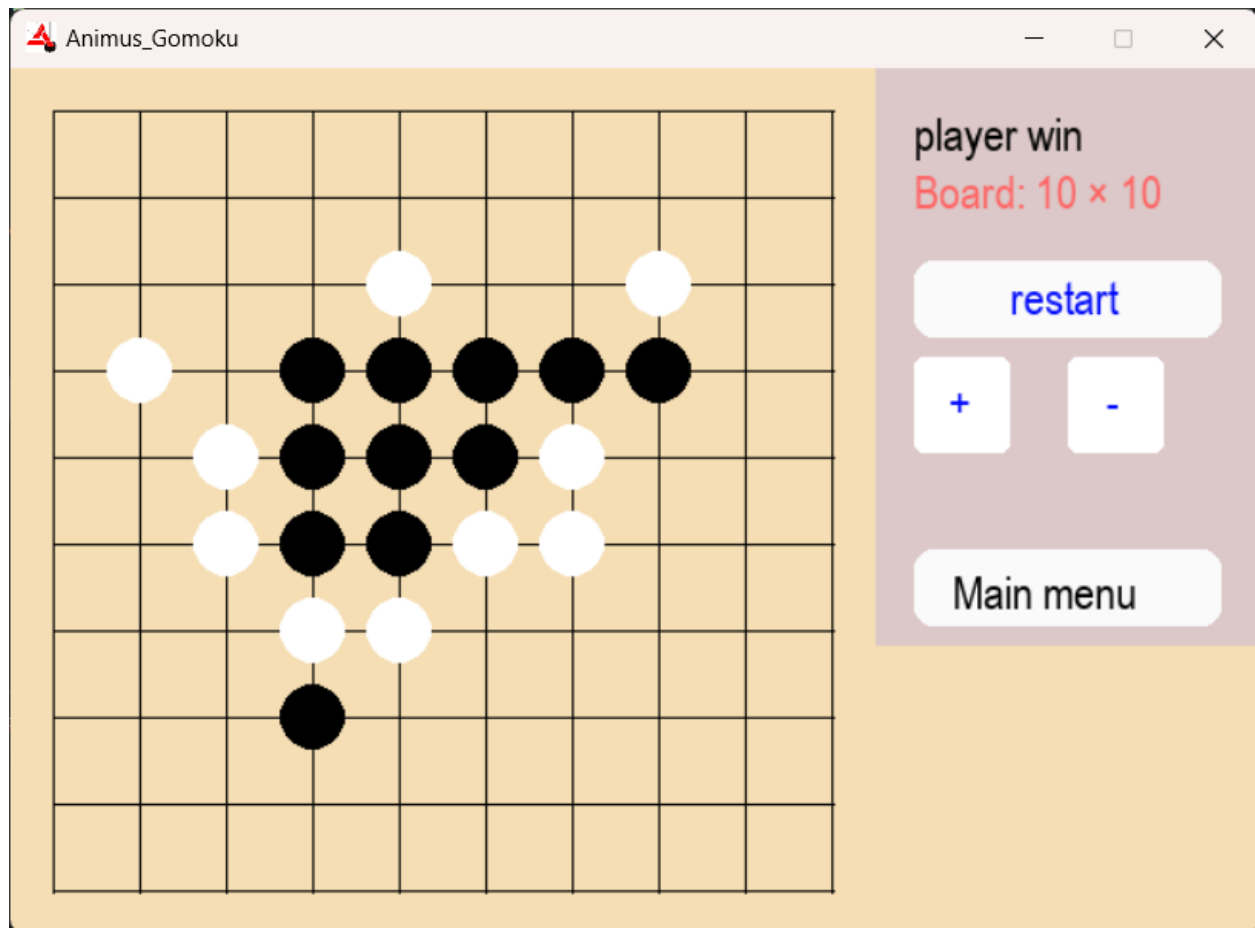 Animus_Gomoku
player win
Board: 10 × 10
restart
+ -
Main menu